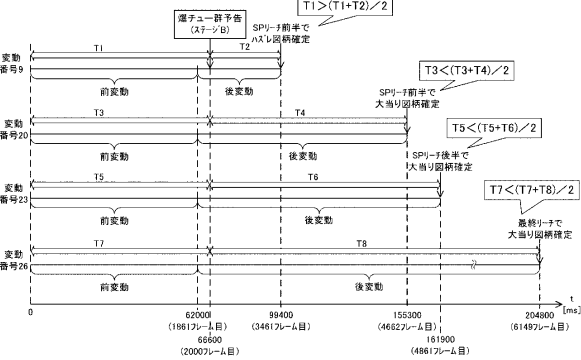 爆チュー群予告
(ステージB)
SPリーチ前半で
ハズレ図柄確定
T1>(T1+T2)/2
変動
番号9
T1
T2
前変動
後変動
T3<(T3+T4)/2
SPリーチ前半で
大当り図柄確定
変動
番号20
T3
T4
前変動
後変動
T5<(T5+T6)/2
SPリーチ後半で
大当り図柄確定
変動
番号23
T5
T6
前変動
後変動
T7<(T7+T8)/2
最終リーチで
大当り図柄確定
変動
番号26
T7
T8
前変動
後変動
t
[ms]
0
62000
(1861フレーム目)
66600
(2000フレーム目)
99400
(3461フレーム目)
155300
(4662フレーム目)
161900
(4861フレーム目)
204800
(6149フレーム目)